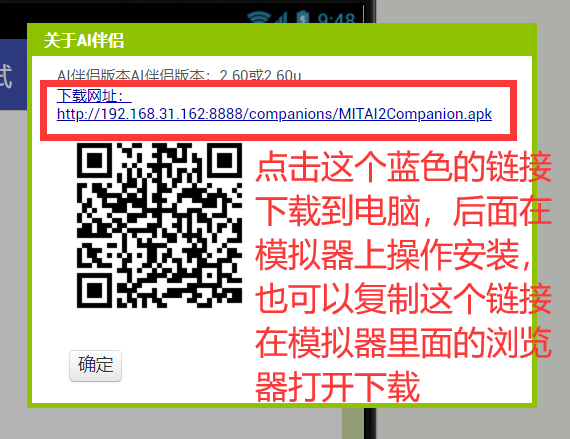 9:48
关于AI伴侣
试
AI伴侣版本AI伴侣版本：2.60或2.60u
下载网址：
http://192.168.31.162:8888/companions/MITAI2Companion.apk
点击这个蓝色的链接
下载到电脑，后面在
模拟器上操作安装，
也可以复制这个链接
在模拟器里面的浏览
器打开下载
确定